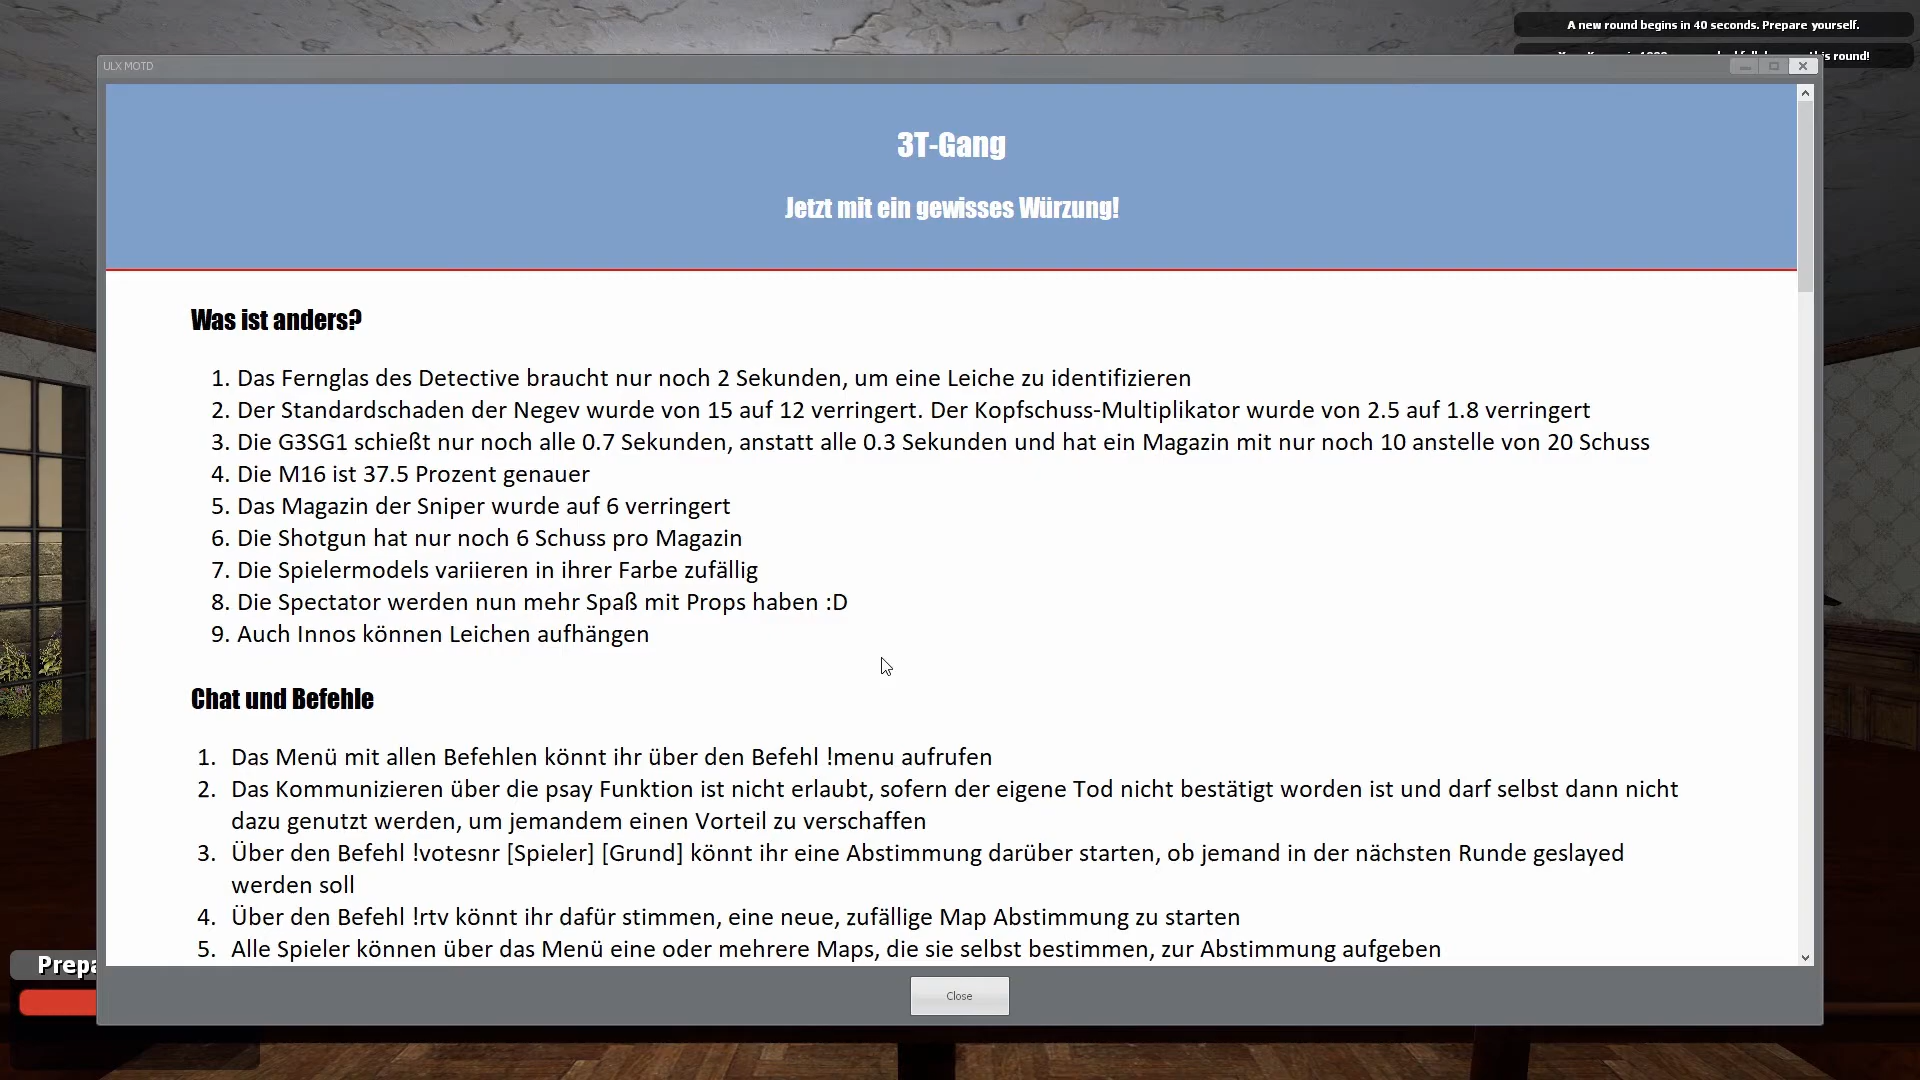 A new round begins in 40 seconds. Prepare yourself.
is round!
ULX MOTD
3T-Gang
Jetzt mit ein gewisses Würzung!
Was ist anders?
1. Das Fernglas des Detective braucht nur noch 2 Sekunden, um eine Leiche zu identifizieren
2. Der Standardschaden der Negev wurde von 15 auf 12 verringert. Der Kopfschuss-Multiplikator wurde von 2.5 auf 1.8 verringert
3. Die G3SG1 schießt nur noch alle 0.7 Sekunden, anstatt alle 0.3 Sekunden und hat ein Magazin mit nur noch 10 anstelle von 20 Schuss
4. Die M16 ist 37.5 Prozent genauer
5. Das Magazin der Sniper wurde auf 6 verringert
6. Die Shotgun hat nur noch 6 Schuss pro Magazin
7. Die Spielermodels variieren in ihrer Farbe zufällig
8. Die Spectator werden nun mehr Spaß mit Props haben :D
9. Auch Innos können Leichen aufhängen
Chat und Befehle
1. Das Menü mit allen Befehlen könnt ihr über den Befehl !menu aufrufen
2. Das Kommunizieren über die psay Funktion ist nicht erlaubt, sofern der eigene Tod nicht bestätigt worden ist und darf selbst dann nicht
dazu genutzt werden, um jemandem einen Vorteil zu verschaffen
3. Über den Befehl !votesnr [Spieler] [Grund] könnt ihr eine Abstimmung darüber starten, ob jemand in der nächsten Runde geslayed
werden soll
4. Über den Befehl !rtv könnt ihr dafür stimmen, eine neue, zufällige Map Abstimmung zu starten
5. Alle Spieler können über das Menü eine oder mehrere Maps, die sie selbst bestimmen, zur Abstimmung aufgeben
Prepa
Close